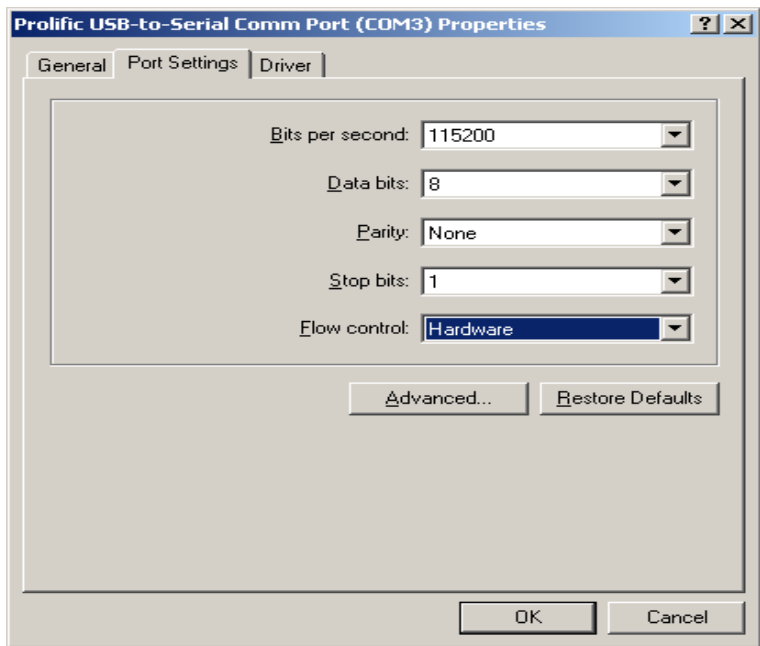 Prolific USB-to-Serial Comm Port (COM3) Properties
General Port Settings Driver
Bits per second: 115200
Data bits: 8
Parity: None
Stop bits: 1
Flow control: Hardware
Advanced... Restore Defaults
OK Cancel